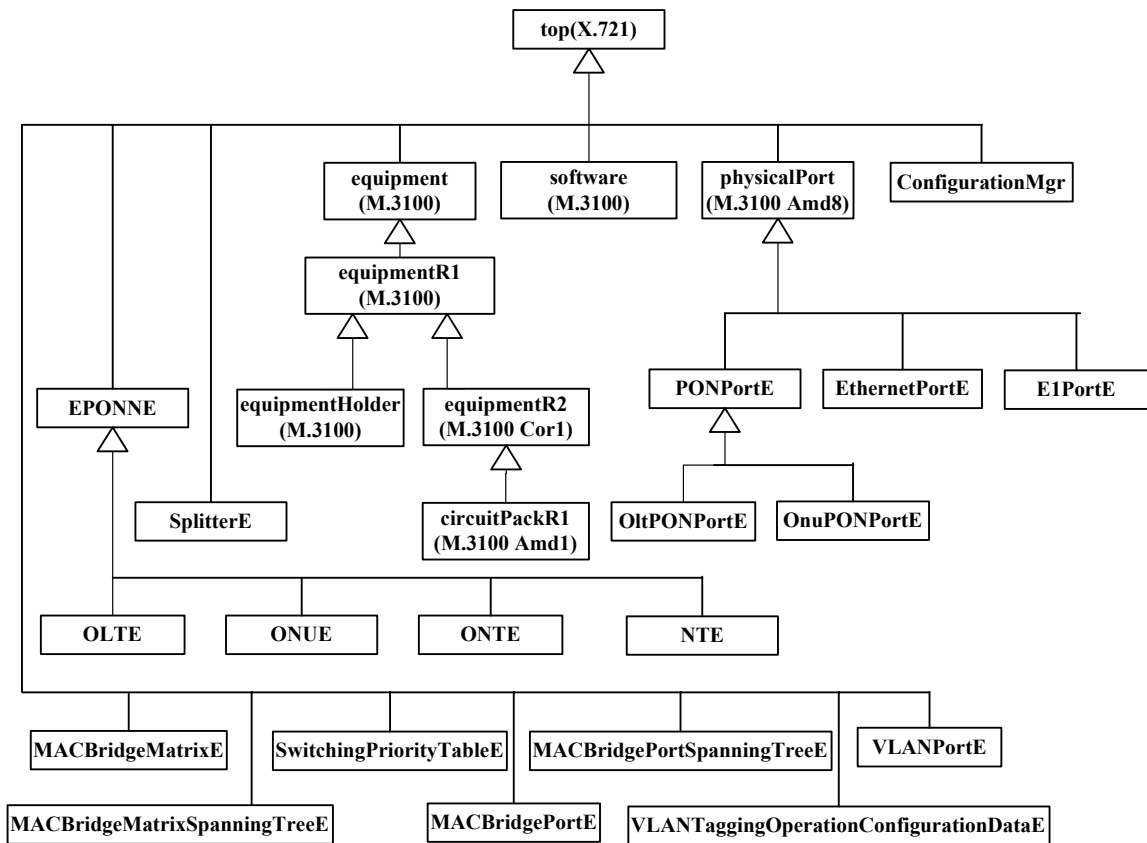 top(X.721)
equipment
(M.3100)
software
(M.3100)
physicalPort
(M.3100 Amd8)
ConfigurationMgr
equipmentR1
(M.3100)
EPONNE
equipmentHolder
(M.3100)
equipmentR2
(M.3100 Cor1)
PONPortE
EthernetPortE
E1PortE
SplitterE
circuitPackR1
(M.3100 Amd1)
OltPONPortE
OnuPONPortE
OLTE
ONUE
ONTE
NTE
MACBridgeMatrixE
SwitchingPriorityTableE
MACBridgePortSpanningTreeE
VLANPortE
MACBridgeMatrixSpanningTreeE
MACBridgePortE
VLANTaggingOperationConfigurationDataE